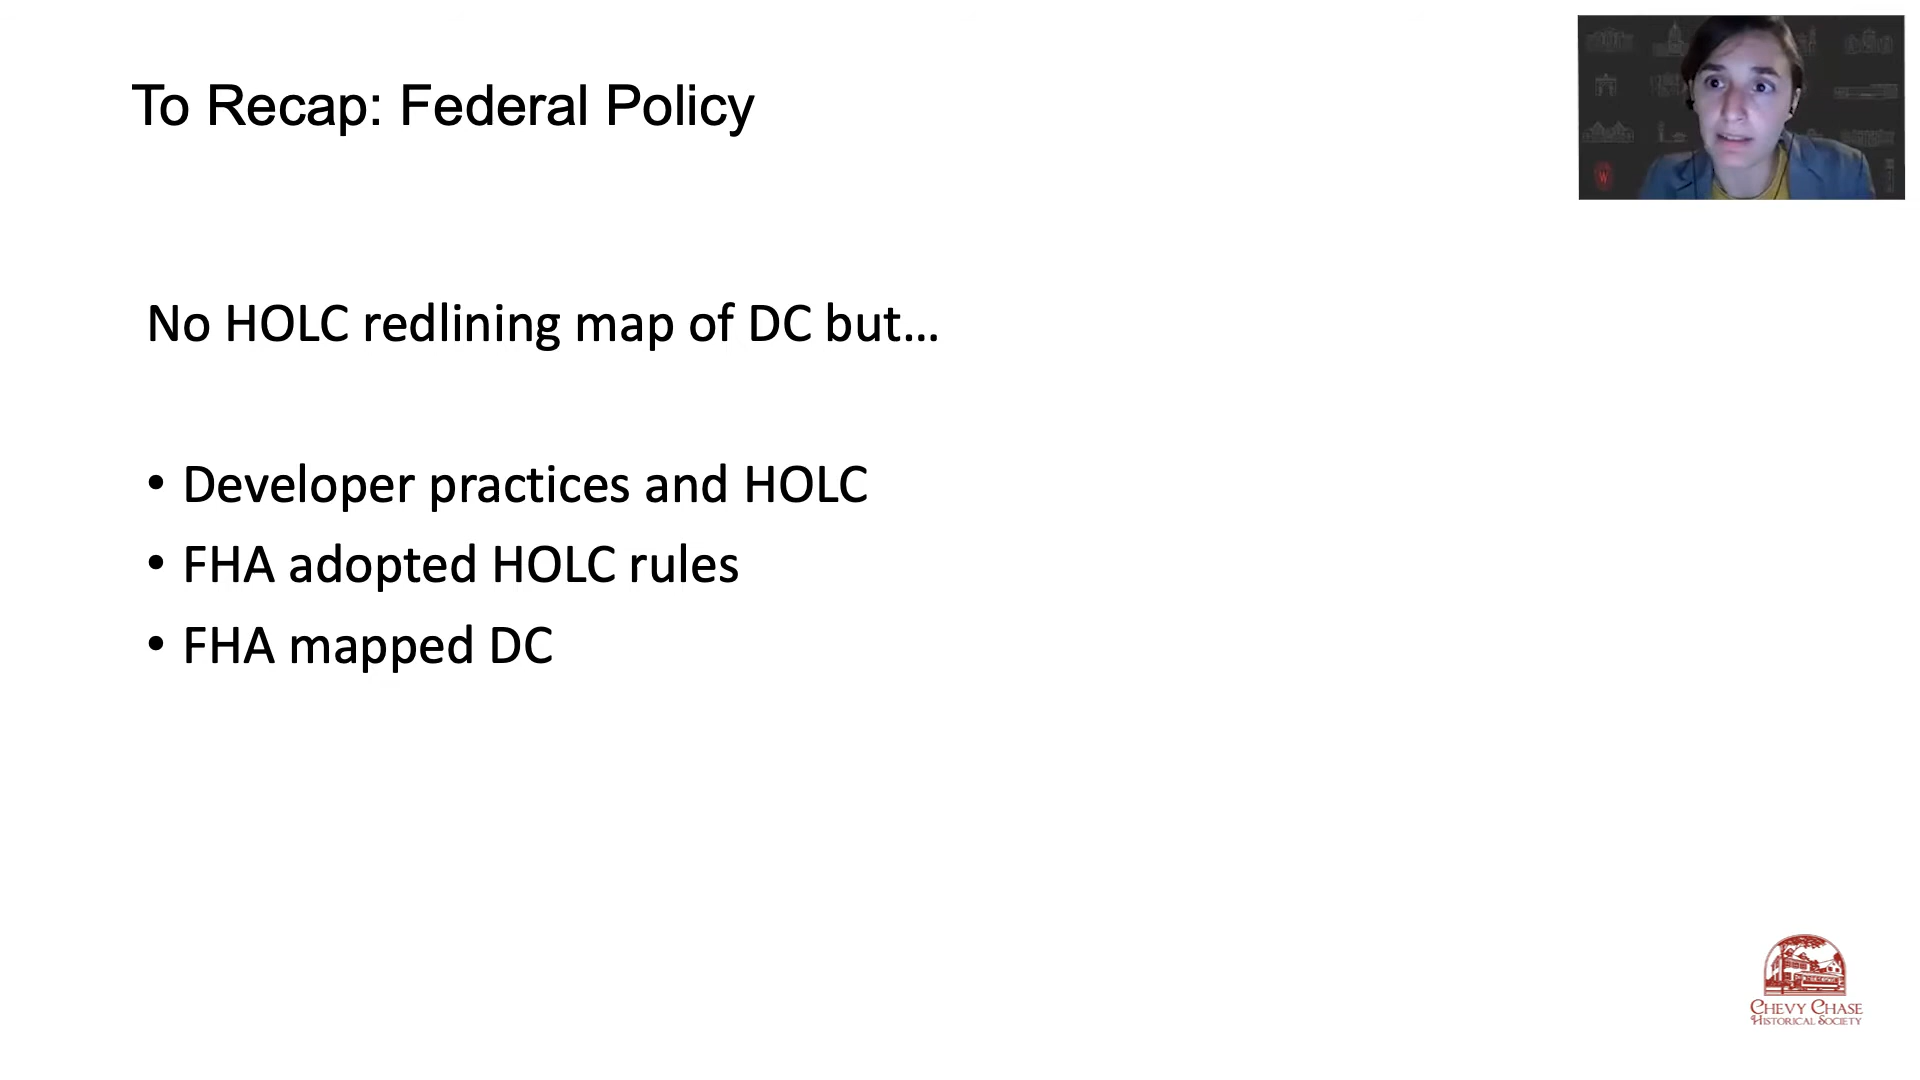 To Recap: Federal Policy
No HOLC redlining map of DC but…
• Developer practices and HOLC
• FHA adopted HOLC rules
• FHA mapped DC
W
CHEVY CHASE
HISTORICAL SOCIETY